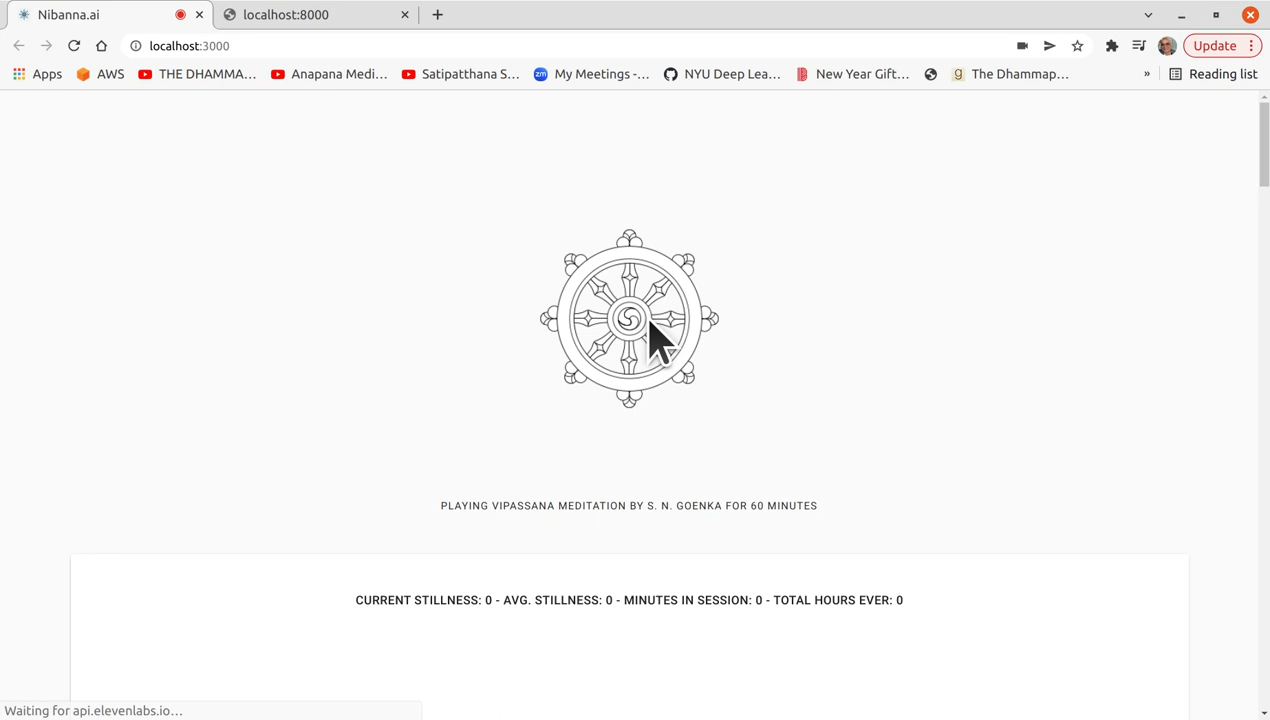 Nibanna.ai
localhost:8000
localhost:3000
Update
Apps
AWS
THE DHAMMA...
Anapana Medi...
Satipatthana S...
My Meetings -...
NYU Deep Lea...
New Year Gift...
The Dhammap...
»
Reading list
PLAYING VIPASSANA MEDITATION BY S. N. GOENKA FOR 60 MINUTES
CURRENT STILLNESS: 0 - AVG. STILLNESS: 0 - MINUTES IN SESSION: 0 - TOTAL HOURS EVER: 0
Waiting for api.elevenlabs.io...